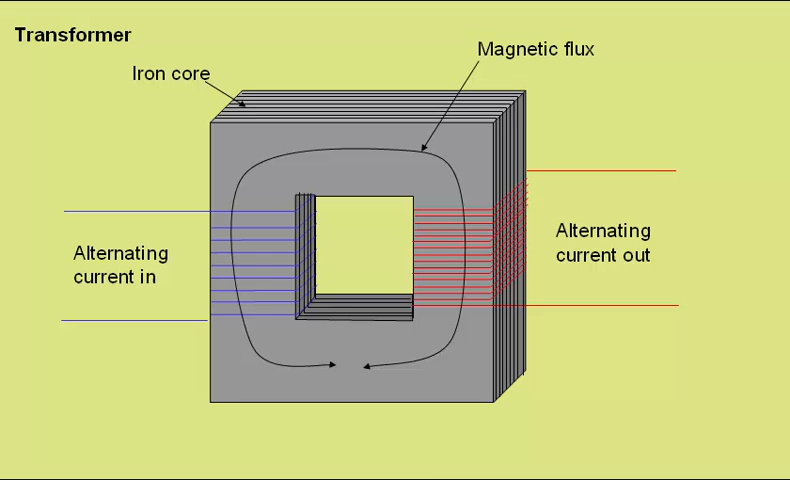 Transformer
Magnetic flux
Iron core
Alternating
current in
Alternating
current out